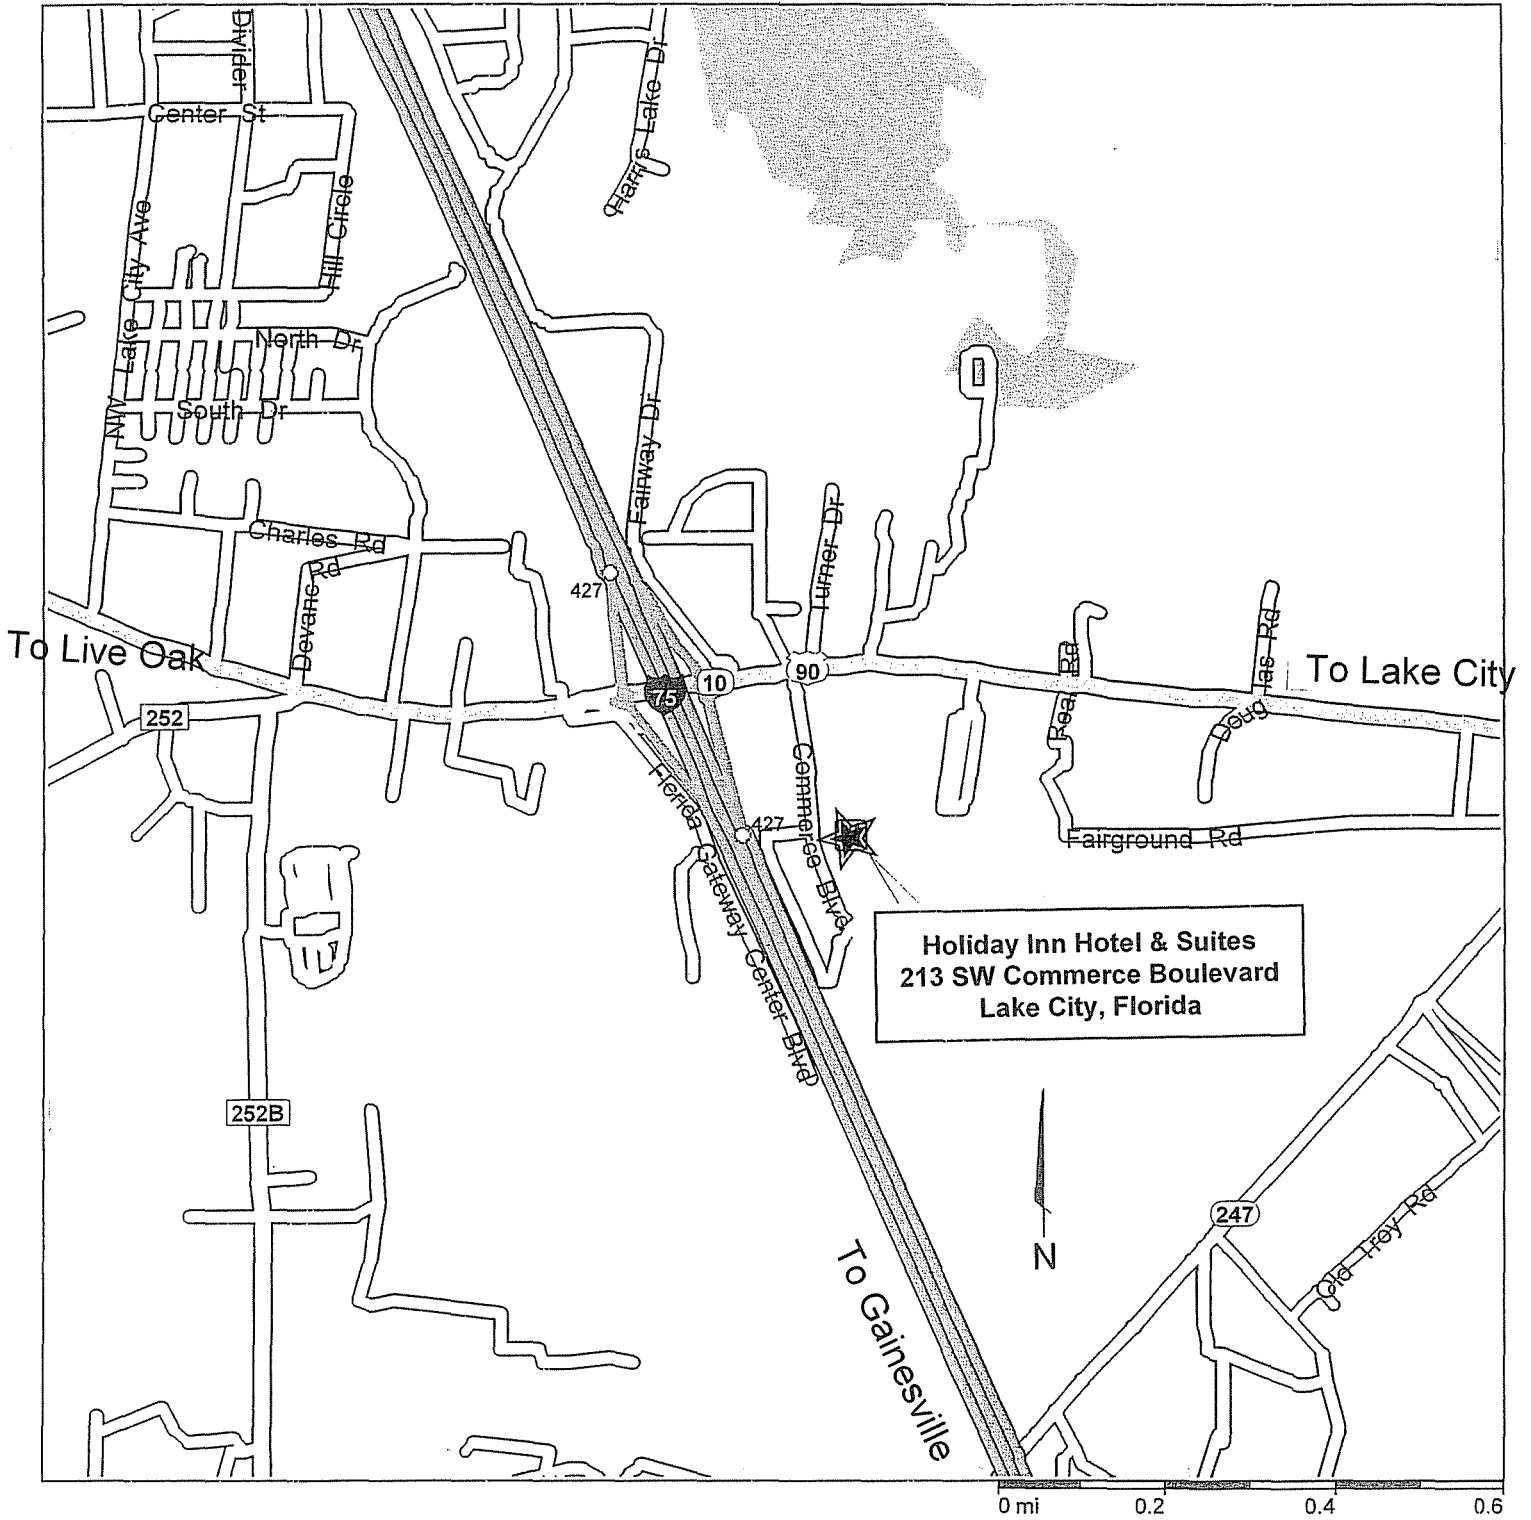 Divider
Center St
Harris Lake Dr
Hill Circle
NW Lake City Ave
North Dr
South Dr
Fairway Dr
Turner Dr
Charles Rd
Devane Rd
427
To Live Oak
To Lake City
252
75
10
90
Real Rd
Douglas Rd
Commerce Blvd
427
Florida Gateway Center Blvd
Fairground Rd
Holiday Inn Hotel & Suites
213 SW Commerce Boulevard
Lake City, Florida
252B
N
247
Old Troy Rd
To Gainesville
0 mi 0.2 0.4 0.6